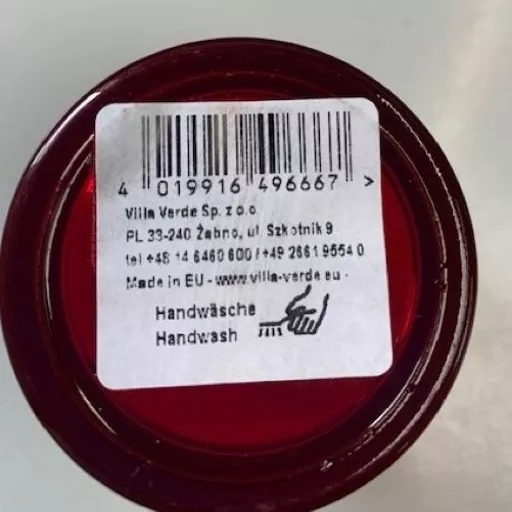 4 019916 496667 >
Villa Verde Sp. z o.o.
PL 33-240 Żabno, ul. Szkotnik 9
tel +48 14 6460 600 / +49 2661 9554 0
Made in EU - www.villa-verde.eu -
Handwäsche
Handwash